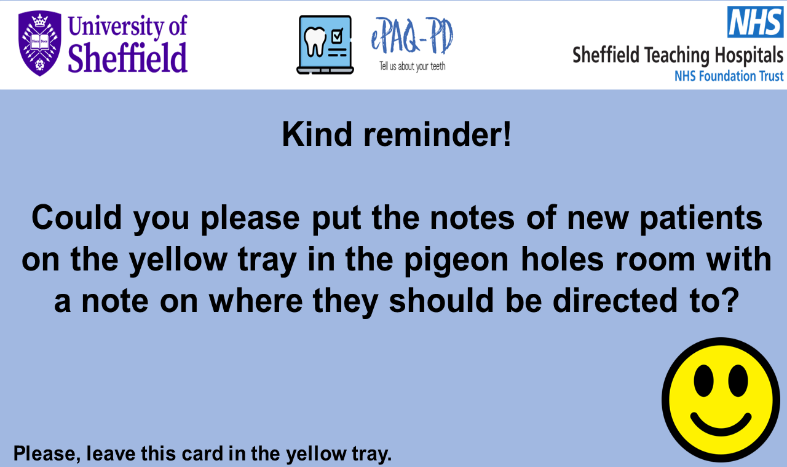 University of
Sheffield
ePAQ-PD
Tell us about your teeth
NHS
Sheffield Teaching Hospitals
NHS Foundation Trust
Kind reminder!
Could you please put the notes of new patients
on the yellow tray in the pigeon holes room with
a note on where they should be directed to?
Please, leave this card in the yellow tray.